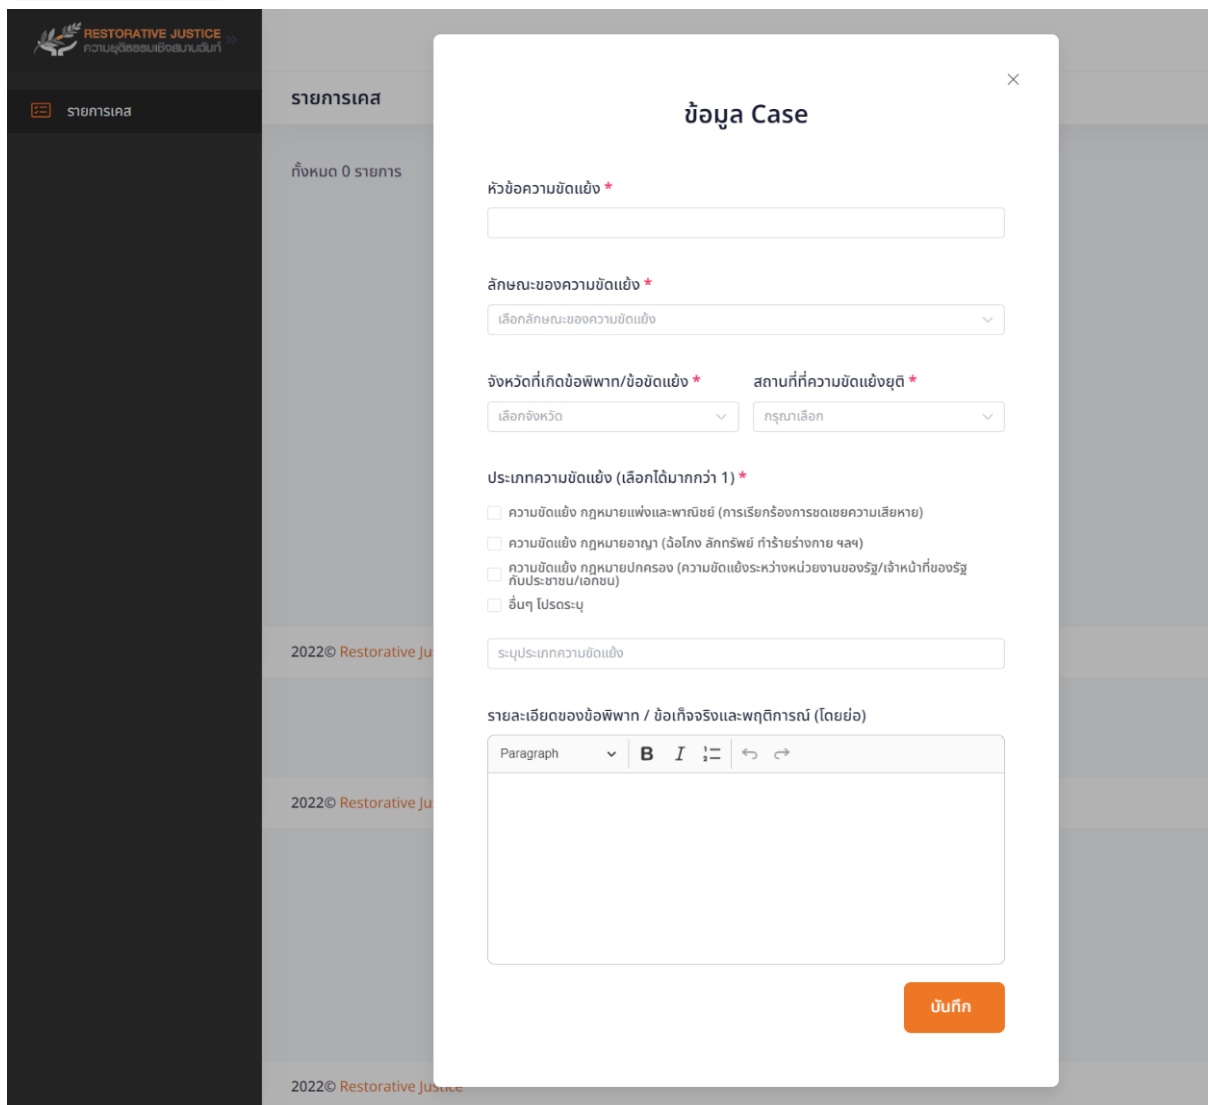 RESTORATIVE JUSTICE
ความยุติธรรมเชิงสมานฉันท์
รายการเคส
รายการเคส
ทั้งหมด 0 รายการ
ข้อมูล Case
หัวข้อความขัดแย้ง *
ลักษณะของความขัดแย้ง *
เลือกลักษณะของความขัดแย้ง
จังหวัดที่เกิดข้อพิพาท/ข้อขัดแย้ง * สถานที่ที่ความขัดแย้งยุติ *
เลือกจังหวัด กรุณาเลือก
ประเภทความขัดแย้ง (เลือกได้มากกว่า 1) *
ความขัดแย้ง กฎหมายแพ่งและพาณิชย์ (การเรียกร้องการชดเชยความเสียหาย)
ความขัดแย้ง กฎหมายอาญา (ฉ้อโกง ลักทรัพย์ ทำร้ายร่างกาย ฯลฯ)
ความขัดแย้ง กฎหมายปกครอง (ความขัดแย้งระหว่างหน่วยงานของรัฐ/เจ้าหน้าที่ของรัฐ
กับประชาชน/เอกชน)
อื่นๆ โปรดระบุ
ระบุประเภทความขัดแย้ง
รายละเอียดของข้อพิพาท / ข้อเท็จจริงและพฤติการณ์ (โดยย่อ)
Paragraph B I
บันทึก
2022© Restorative Ju
2022© Restorative Ju
2022© Restorative Justice